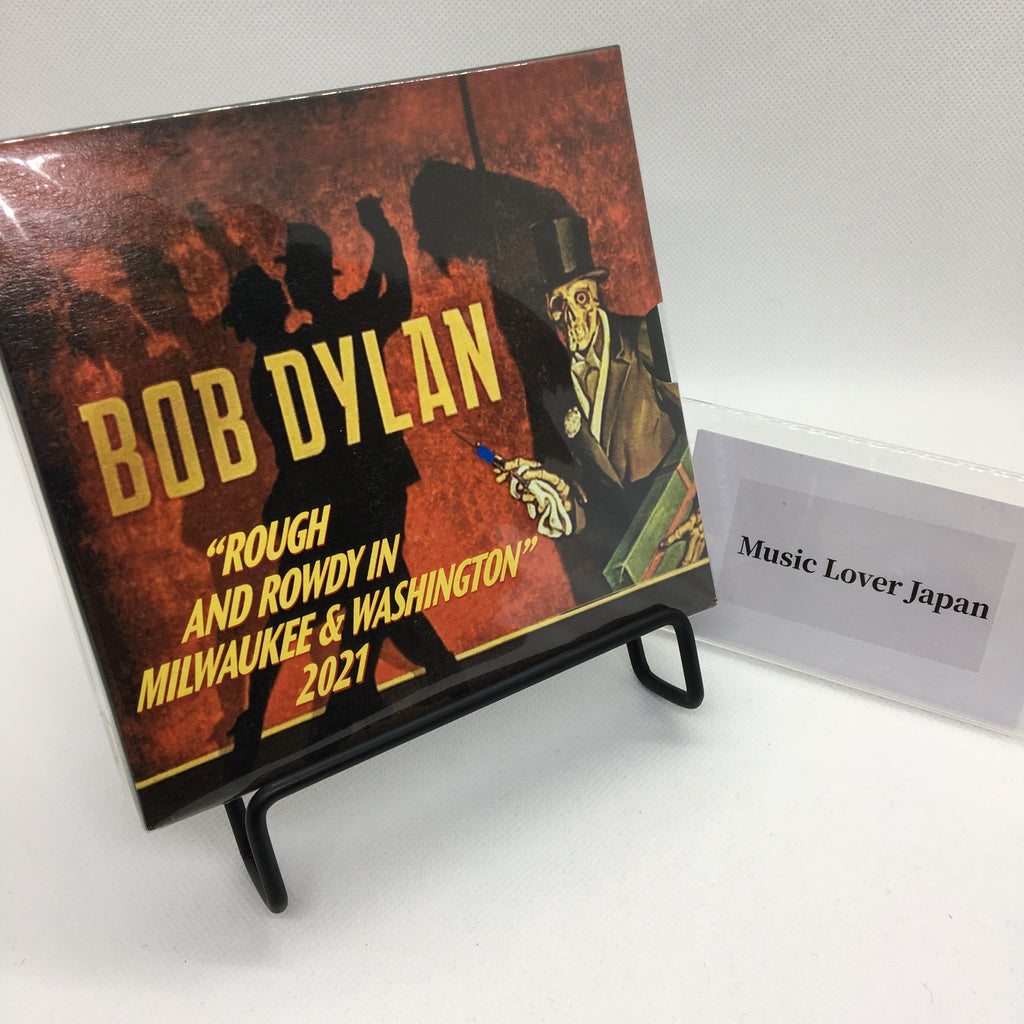 BOB DYLAN
“ROUGH
AND ROWDY IN
MILWAUKEE & WASHINGTON”
2021
Music Lover Japan